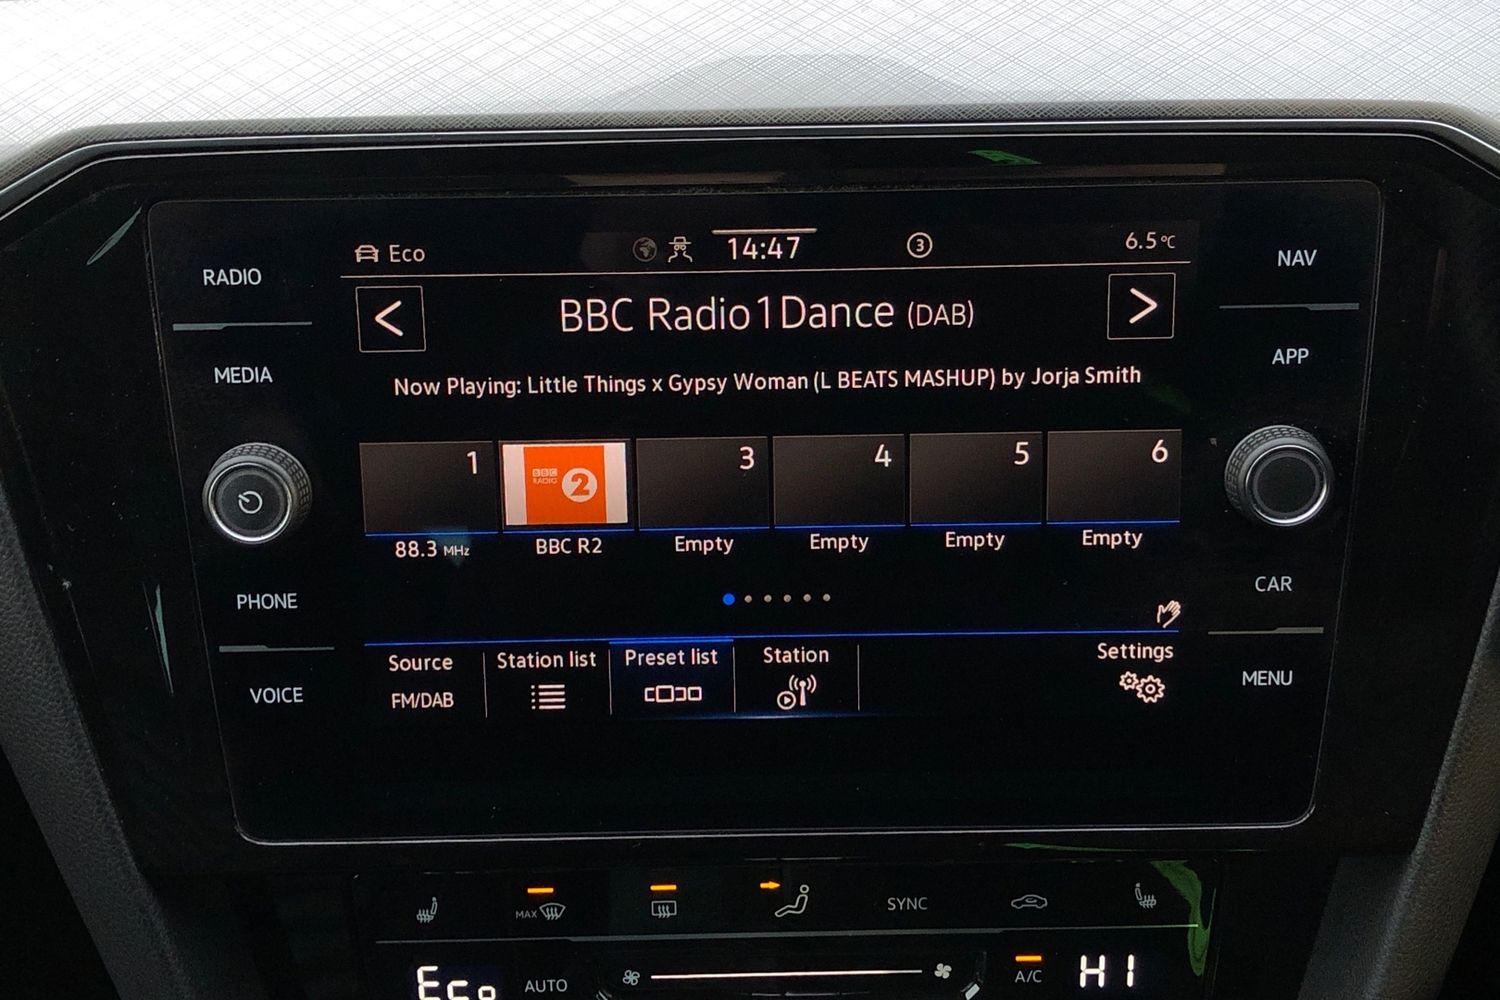 RADIO
MEDIA
PHONE
VOICE
Eco
14:47
3
6.5°C
<
BBC Radio1Dance (DAB)
>
Now Playing: Little Things x Gypsy Woman (L BEATS MASHUP) by Jorja Smith
1
BBC
RADIO
2
3
4
5
6
88.3 MHz
BBC R2
Empty
Empty
Empty
Empty
Source
FM/DAB
Station list
Preset list
Station
Settings
NAV
APP
CAR
MENU
MAX
SYNC
Eco
AUTO
A/C
HI